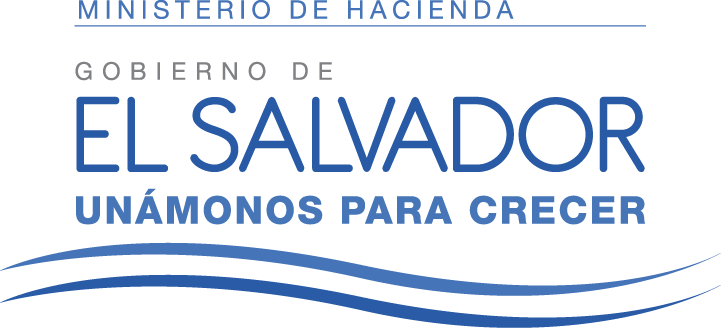 MINISTERIO DE HACIENDA
GOBIERNO DE
EL SALVADOR
UNÁMONOS PARA CRECER